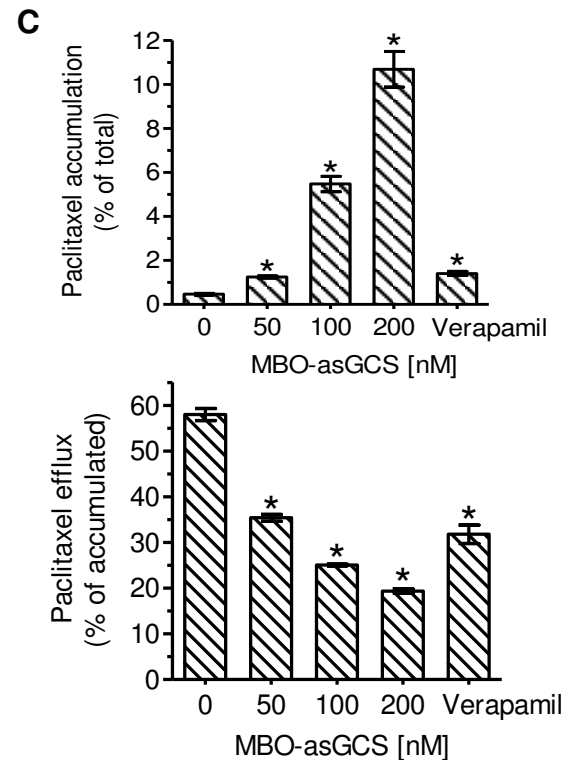 C
Paclitaxel accumulation
(% of total)
12
10
8
6
4
2
0
*
*
*
*
0 50 100 200 Verapamil
MBO-asGCS [nM]
Paclitaxel efflux
(% of accumulated)
60
50
40
30
20
10
0
*
*
*
*
0 50 100 200 Verapamil
MBO-asGCS [nM]